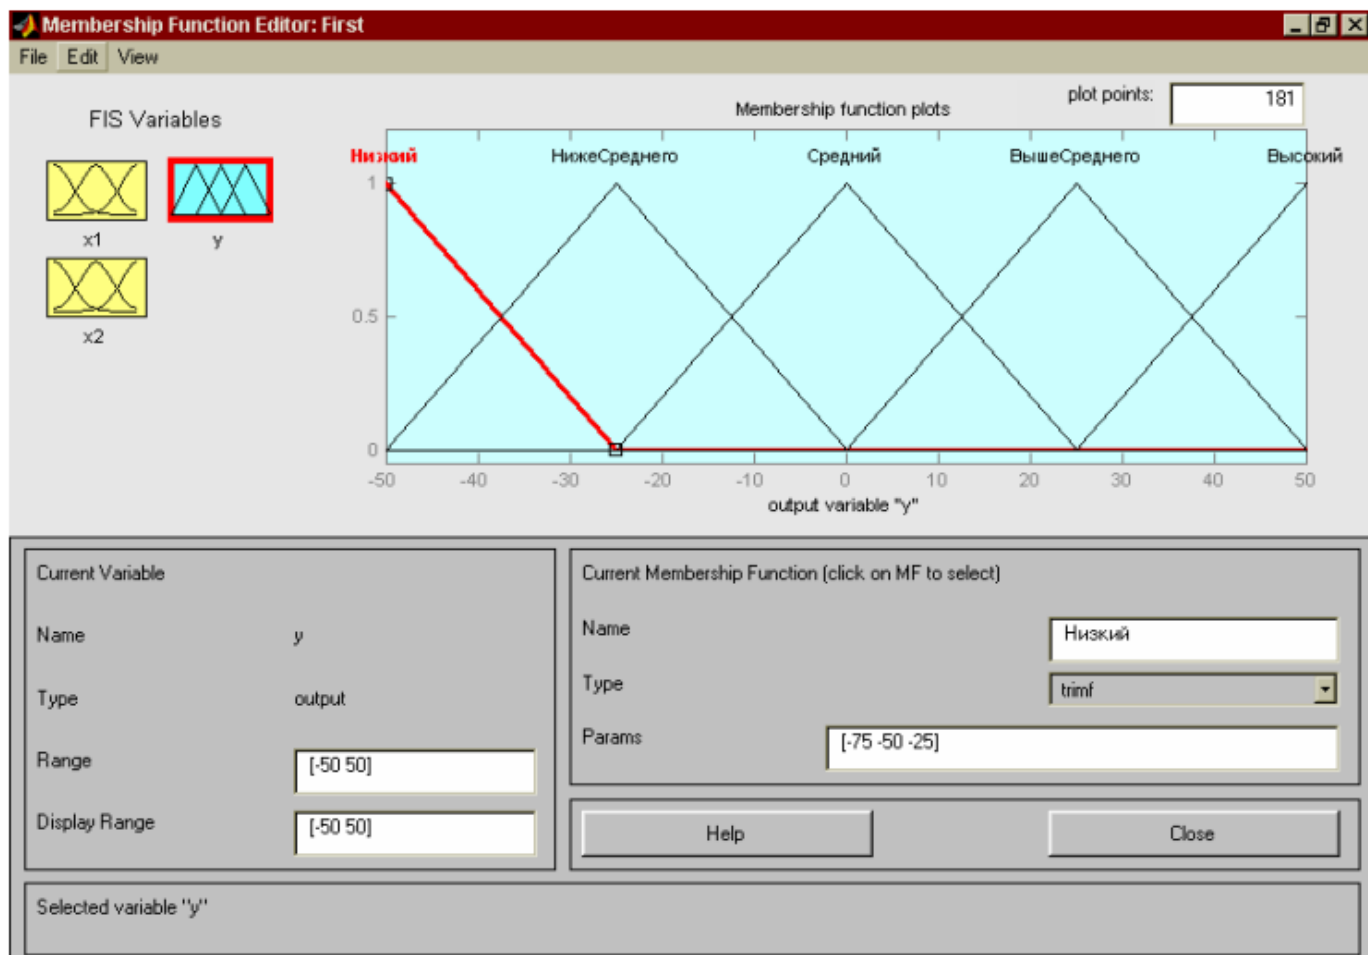 Membership Function Editor: First
File Edit View
FIS Variables
plot points: 181
Membership function plots
Низкий НижеСреднего Средний ВышеСреднего Высокий
1
0.5
0
-50 -40 -30 -20 -10 0 10 20 30 40 50
output variable "y"
x1 y
x2
Current Variable
Name y
Type output
Range [-50 50]
Display Range [-50 50]
Current Membership Function (click on MF to select)
Name Низкий
Type trimf
Params [-75 -50 -25]
Help Close
Selected variable "y"